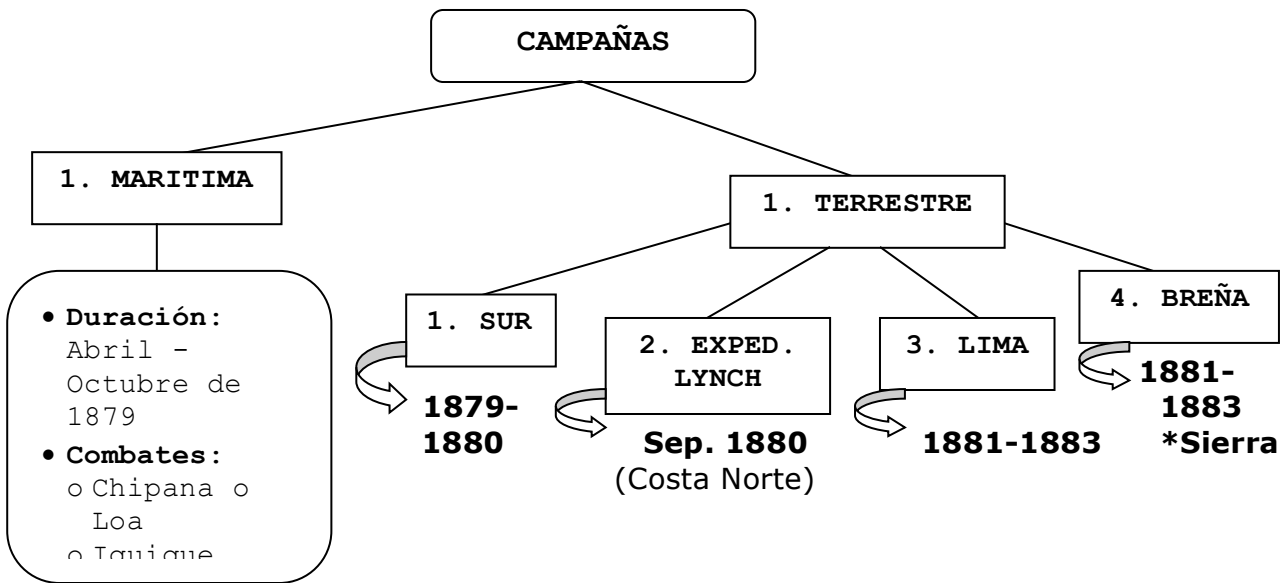 CAMPAÑAS
1. MARITIMA
• Duración:
Abril –
Octubre de
1879
• Combates:
o Chipana o
Loa
o Iquique
1. TERRESTRE
1. SUR
1879-
1880
2. EXPED.
LYNCH
Sep. 1880
(Costa Norte)
3. LIMA
1881-1883
4. BREÑA
1881-
1883
*Sierra